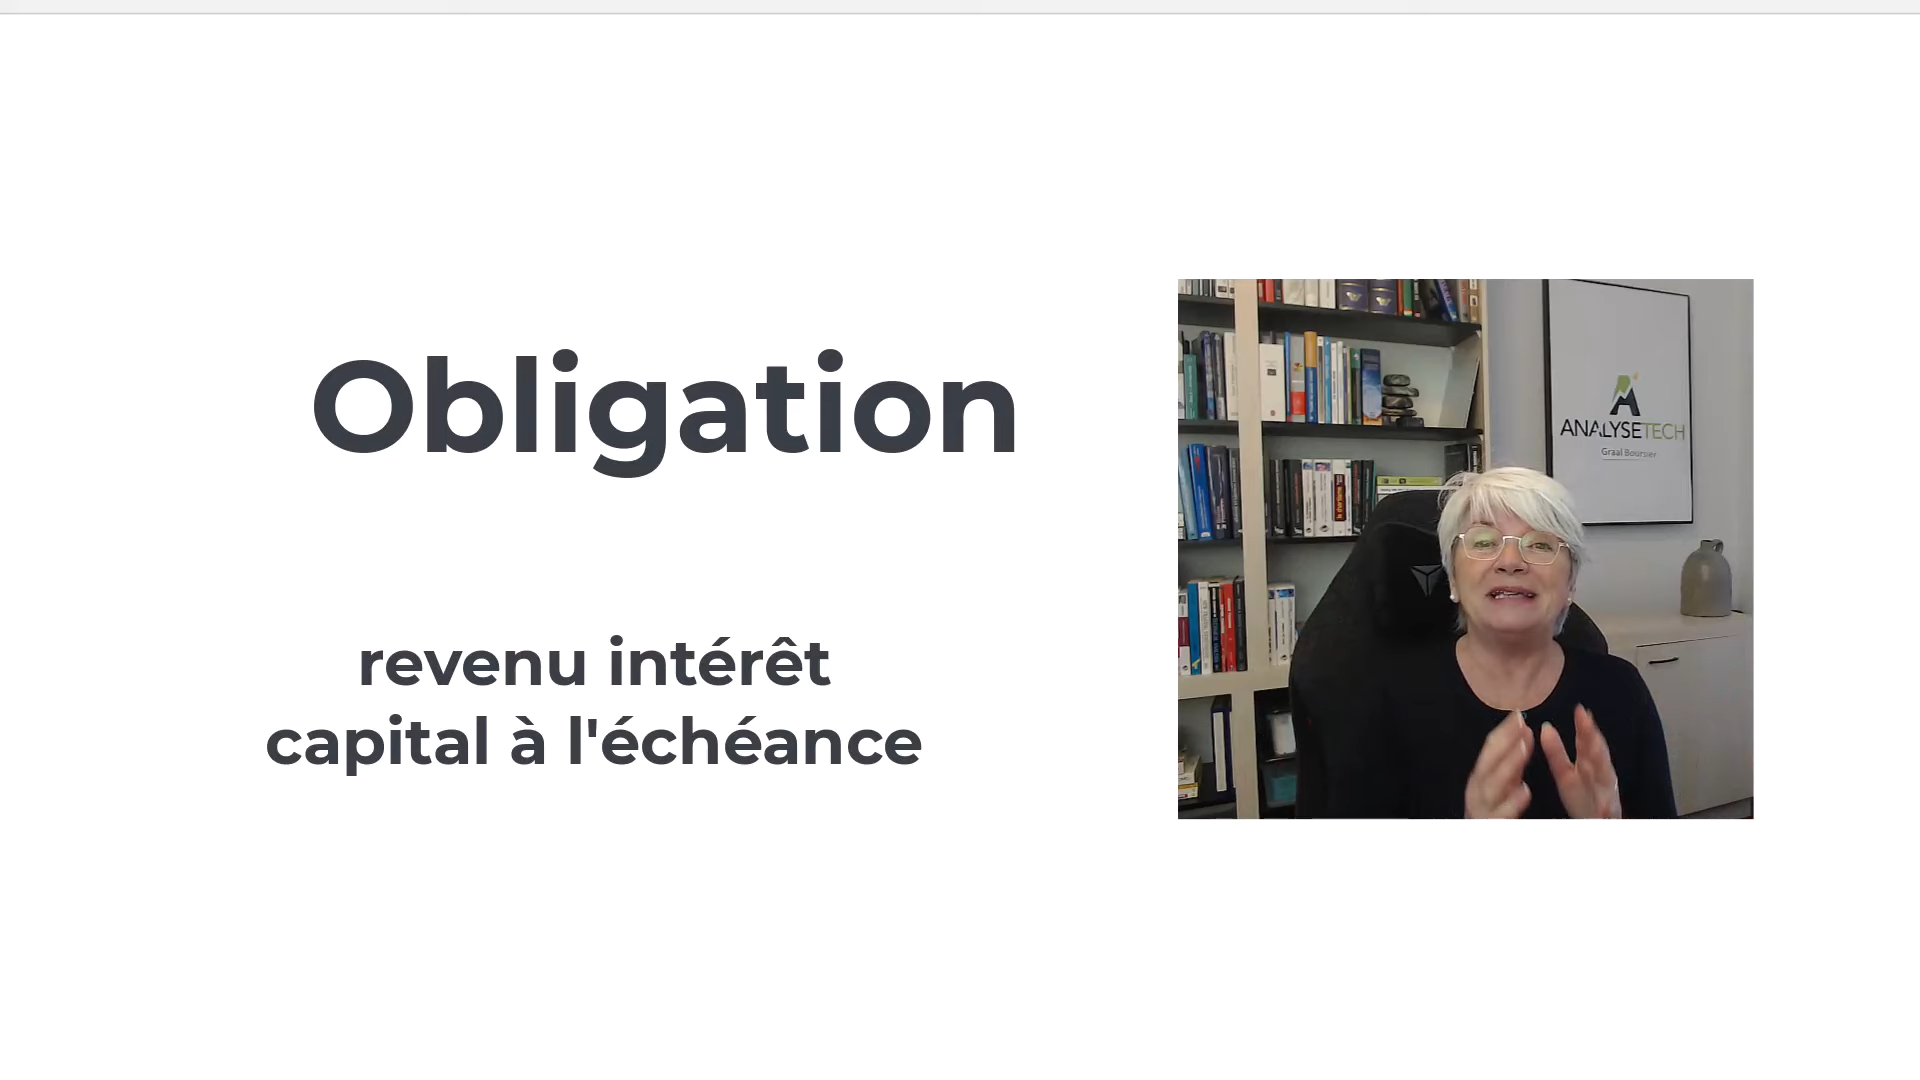 Obligation
revenu intérêt
capital à l'échéance
ANALYSETECH
Graal Boursier